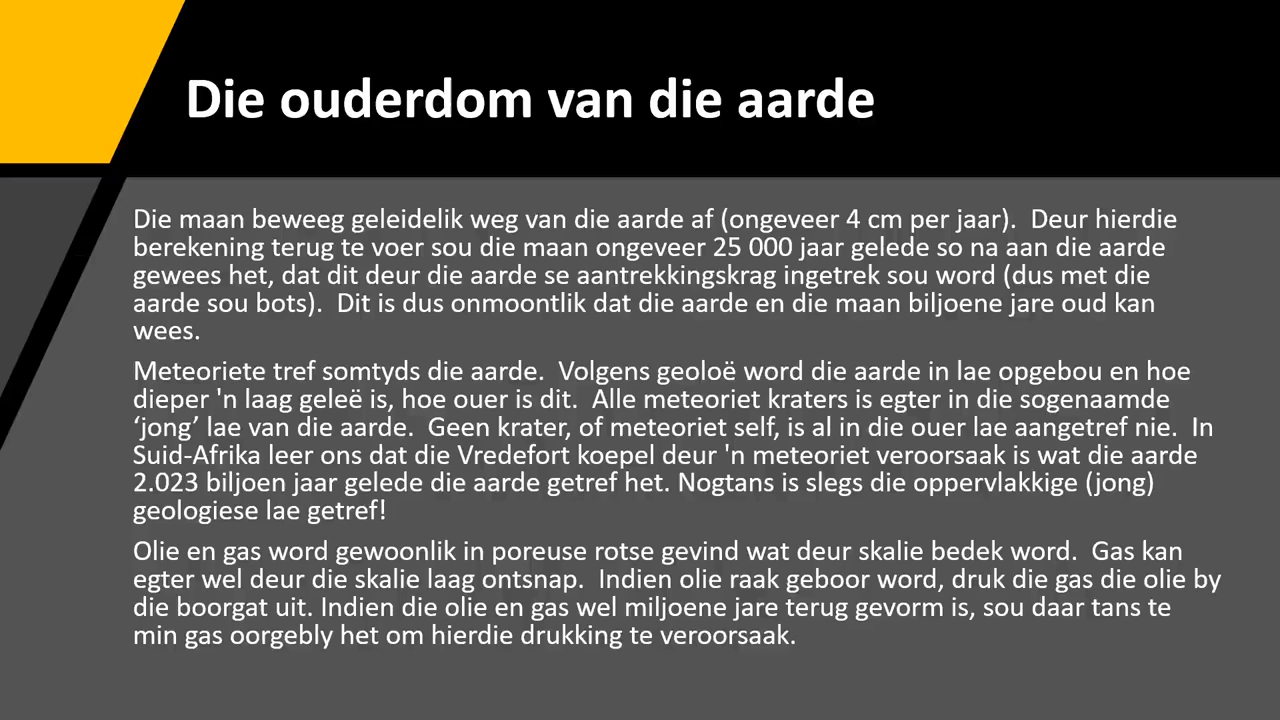 Die ouderdom van die aarde
Die maan beweeg geleidelik weg van die aarde af (ongeveer 4 cm per jaar).  Deur hierdie
berekening terug te voer sou die maan ongeveer 25 000 jaar gelede so na aan die aarde
gewees het, dat dit deur die aarde se aantrekkingskrag ingetrek sou word (dus met die
aarde sou bots).  Dit is dus onmoontlik dat die aarde en die maan biljoene jare oud kan
wees.
Meteoriete tref somtyds die aarde.  Volgens geoloë word die aarde in lae opgebou en hoe
dieper 'n laag geleë is, hoe ouer is dit.  Alle meteoriet kraters is egter in die sogenaamde
‘jong’ lae van die aarde.  Geen krater, of meteoriet self, is al in die ouer lae aangetref nie.  In
Suid-Afrika leer ons dat die Vredefort koepel deur 'n meteoriet veroorsaak is wat die aarde
2.023 biljoen jaar gelede die aarde getref het. Nogtans is slegs die oppervlakkige (jong)
geologiese lae getref!
Olie en gas word gewoonlik in poreuse rotse gevind wat deur skalie bedek word.  Gas kan
egter wel deur die skalie laag ontsnap.  Indien olie raak geboor word, druk die gas die olie by
die boorgat uit. Indien die olie en gas wel miljoene jare terug gevorm is, sou daar tans te
min gas oorgebly het om hierdie drukking te veroorsaak.